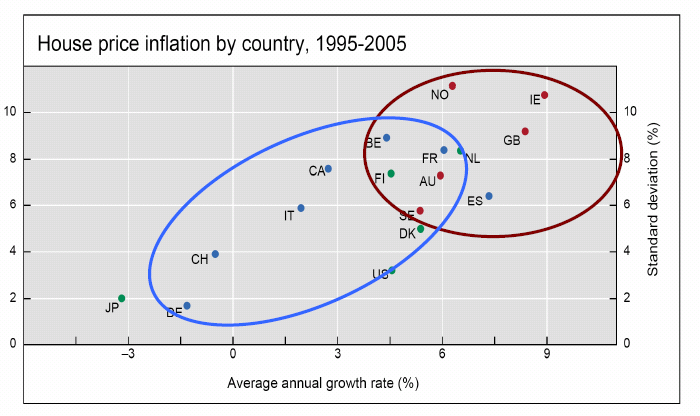 House price inflation by country, 1995-2005
10 NO IE 10
GB
8 BE FR NL 8
CA FI AU
6 IT SE ES 6
DK
4 CH 4
US
2 JP DE 2
0 0
–3 0 3 6 9
Average annual growth rate (%)
Standard deviation (%)